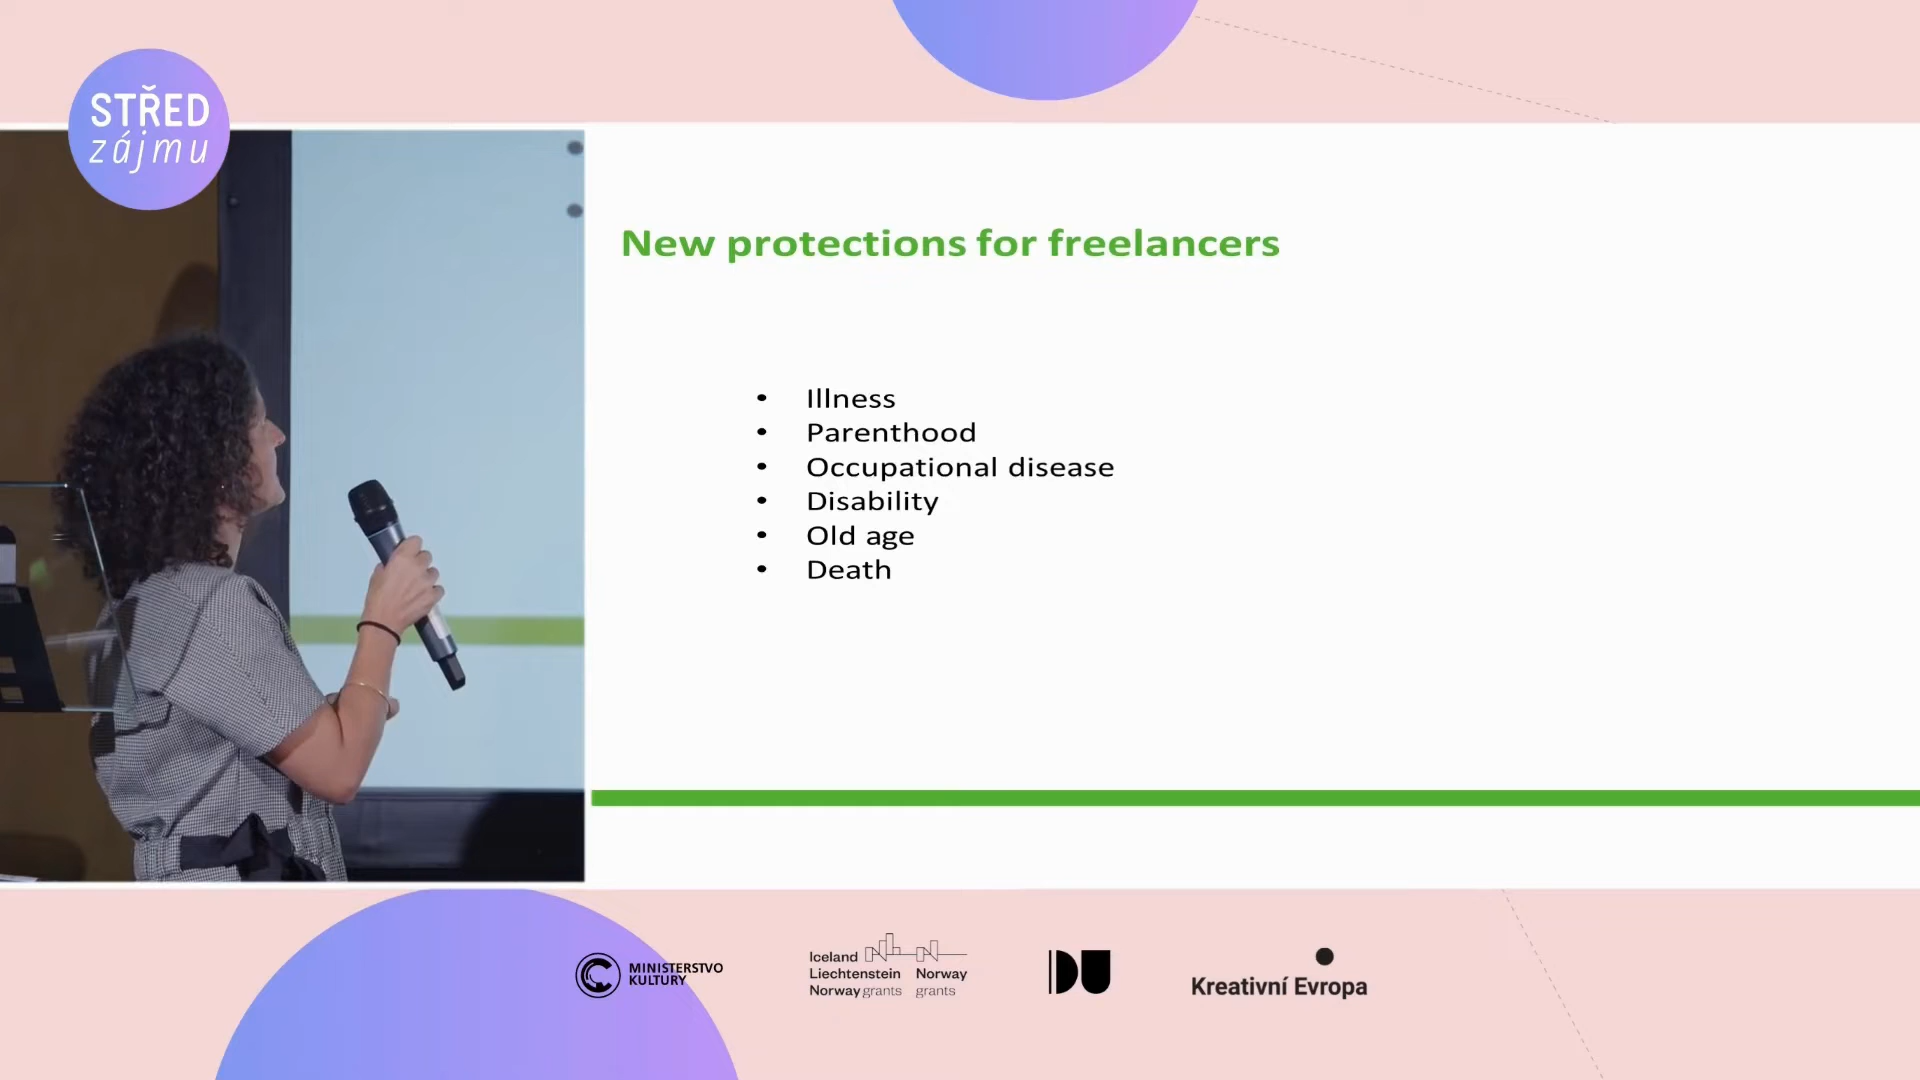 STŘED
zájmu
New protections for freelancers
• Illness
• Parenthood
• Occupational disease
• Disability
• Old age
• Death
MINISTERSTVO
KULTURY
Iceland
Liechtenstein
Norway grants
Norway
grants
DU
Kreativní Evropa